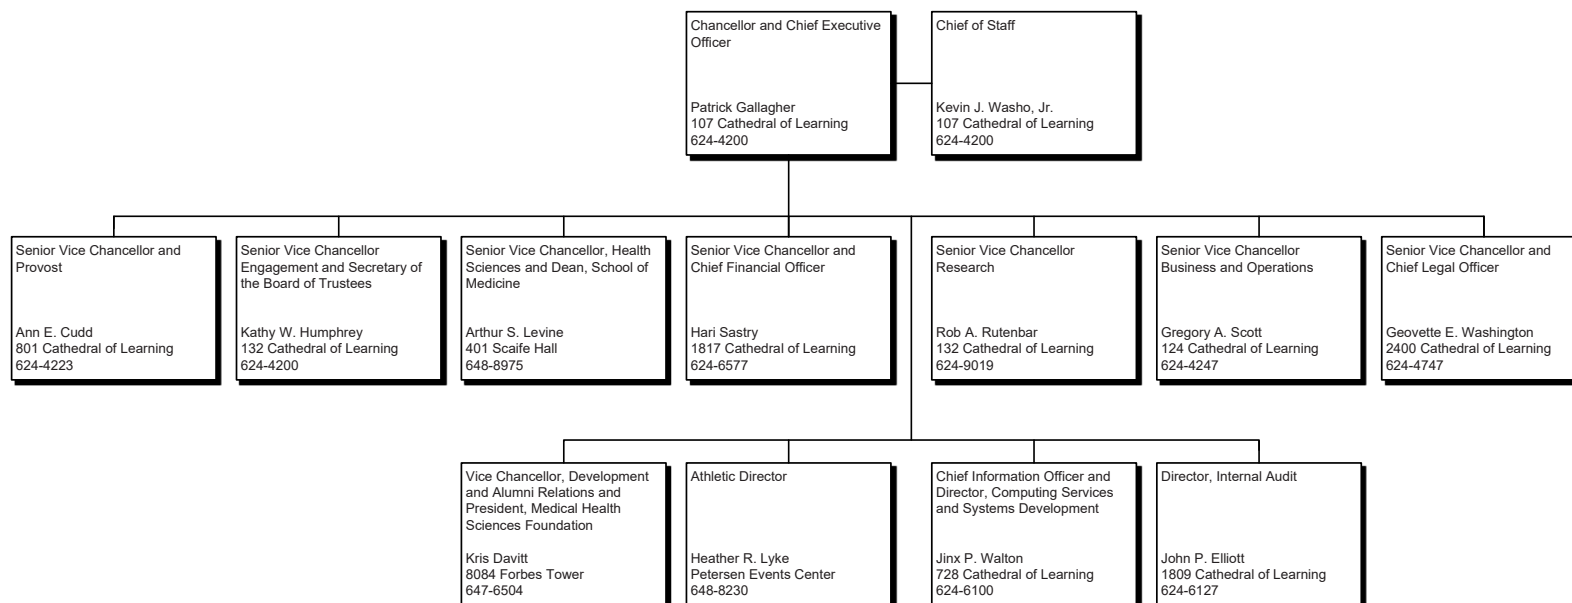 Chancellor and Chief Executive
Officer
Patrick Gallagher
107 Cathedral of Learning
624-4200
Chief of Staff
Kevin J. Washo, Jr.
107 Cathedral of Learning
624-4200
Senior Vice Chancellor and
Provost
Ann E. Cudd
801 Cathedral of Learning
624-4223
Senior Vice Chancellor
Engagement and Secretary of
the Board of Trustees
Kathy W. Humphrey
132 Cathedral of Learning
624-4200
Senior Vice Chancellor, Health
Sciences and Dean, School of
Medicine
Arthur S. Levine
401 Scaife Hall
648-8975
Senior Vice Chancellor and
Chief Financial Officer
Hari Sastry
1817 Cathedral of Learning
624-6577
Senior Vice Chancellor
Research
Rob A. Rutenbar
132 Cathedral of Learning
624-9019
Senior Vice Chancellor
Business and Operations
Gregory A. Scott
124 Cathedral of Learning
624-4247
Senior Vice Chancellor and
Chief Legal Officer
Geovette E. Washington
2400 Cathedral of Learning
624-4747
Vice Chancellor, Development
and Alumni Relations and
President, Medical Health
Sciences Foundation
Kris Davitt
8084 Forbes Tower
647-6504
Athletic Director
Heather R. Lyke
Petersen Events Center
648-8230
Chief Information Officer and
Director, Computing Services
and Systems Development
Jinx P. Walton
728 Cathedral of Learning
624-6100
Director, Internal Audit
John P. Elliott
1809 Cathedral of Learning
624-6127